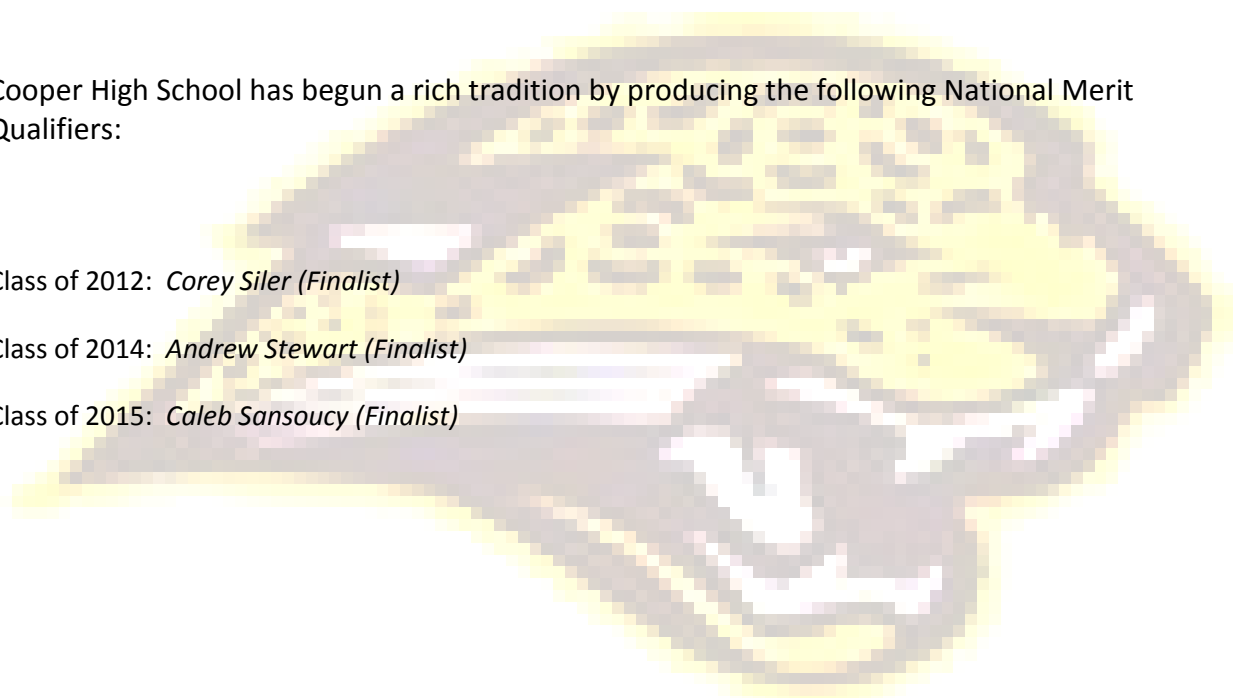 Cooper High School has begun a rich tradition by producing the following National Merit
Qualifiers:
Class of 2012: Corey Siler (Finalist)
Class of 2014: Andrew Stewart (Finalist)
Class of 2015: Caleb Sansoucy (Finalist)